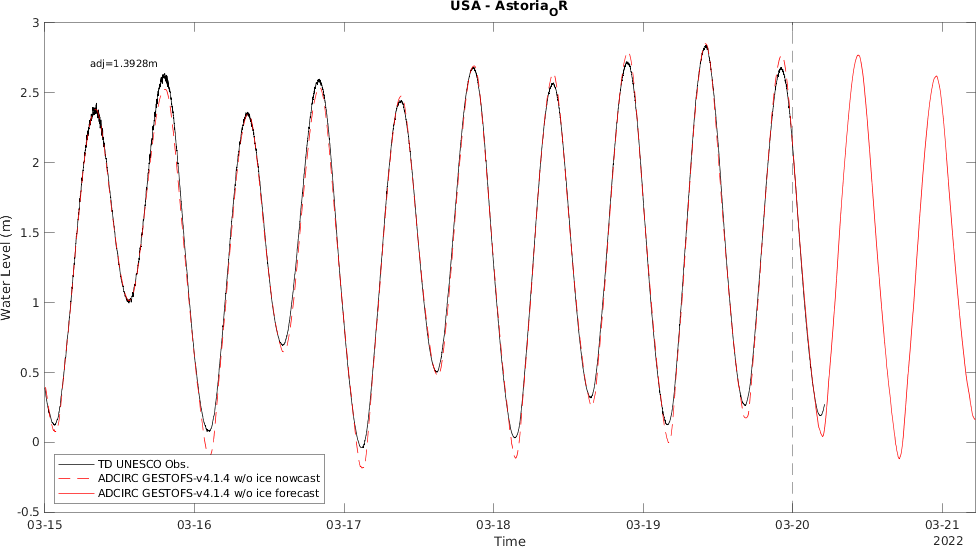 USA - Astoria_OR
3
adj=1.3928m
2.5
2
1.5
Water Level (m)
1
0.5
0
TD UNESCO Obs.
ADCIRC GESTOFS-v4.1.4 w/o ice nowcast
ADCIRC GESTOFS-v4.1.4 w/o ice forecast
-0.5
03-15 03-16 03-17 03-18 03-19 03-20 03-21
Time 2022